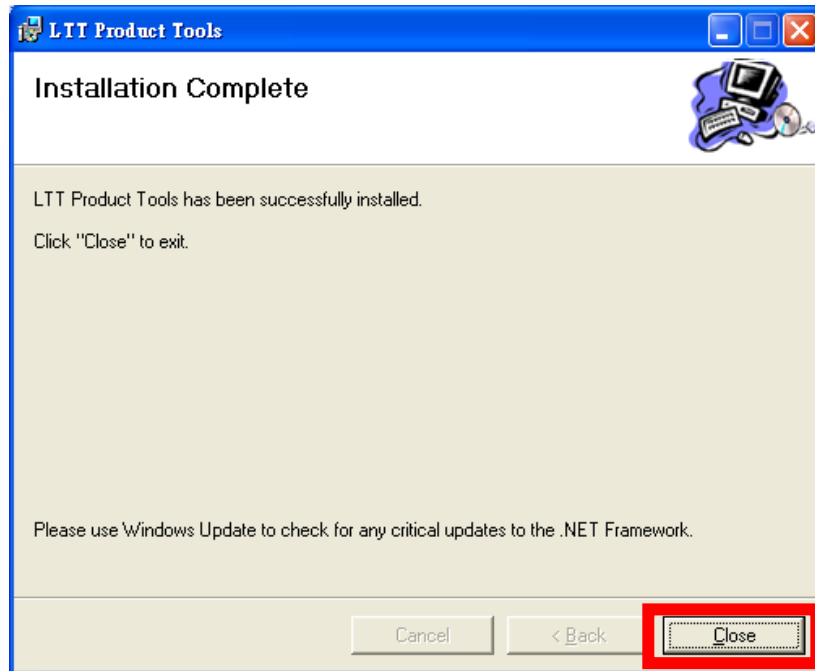 LTT Product Tools
Installation Complete
LTT Product Tools has been successfully installed.
Click "Close" to exit.
Please use Windows Update to check for any critical updates to the .NET Framework.
Cancel
< Back
Close